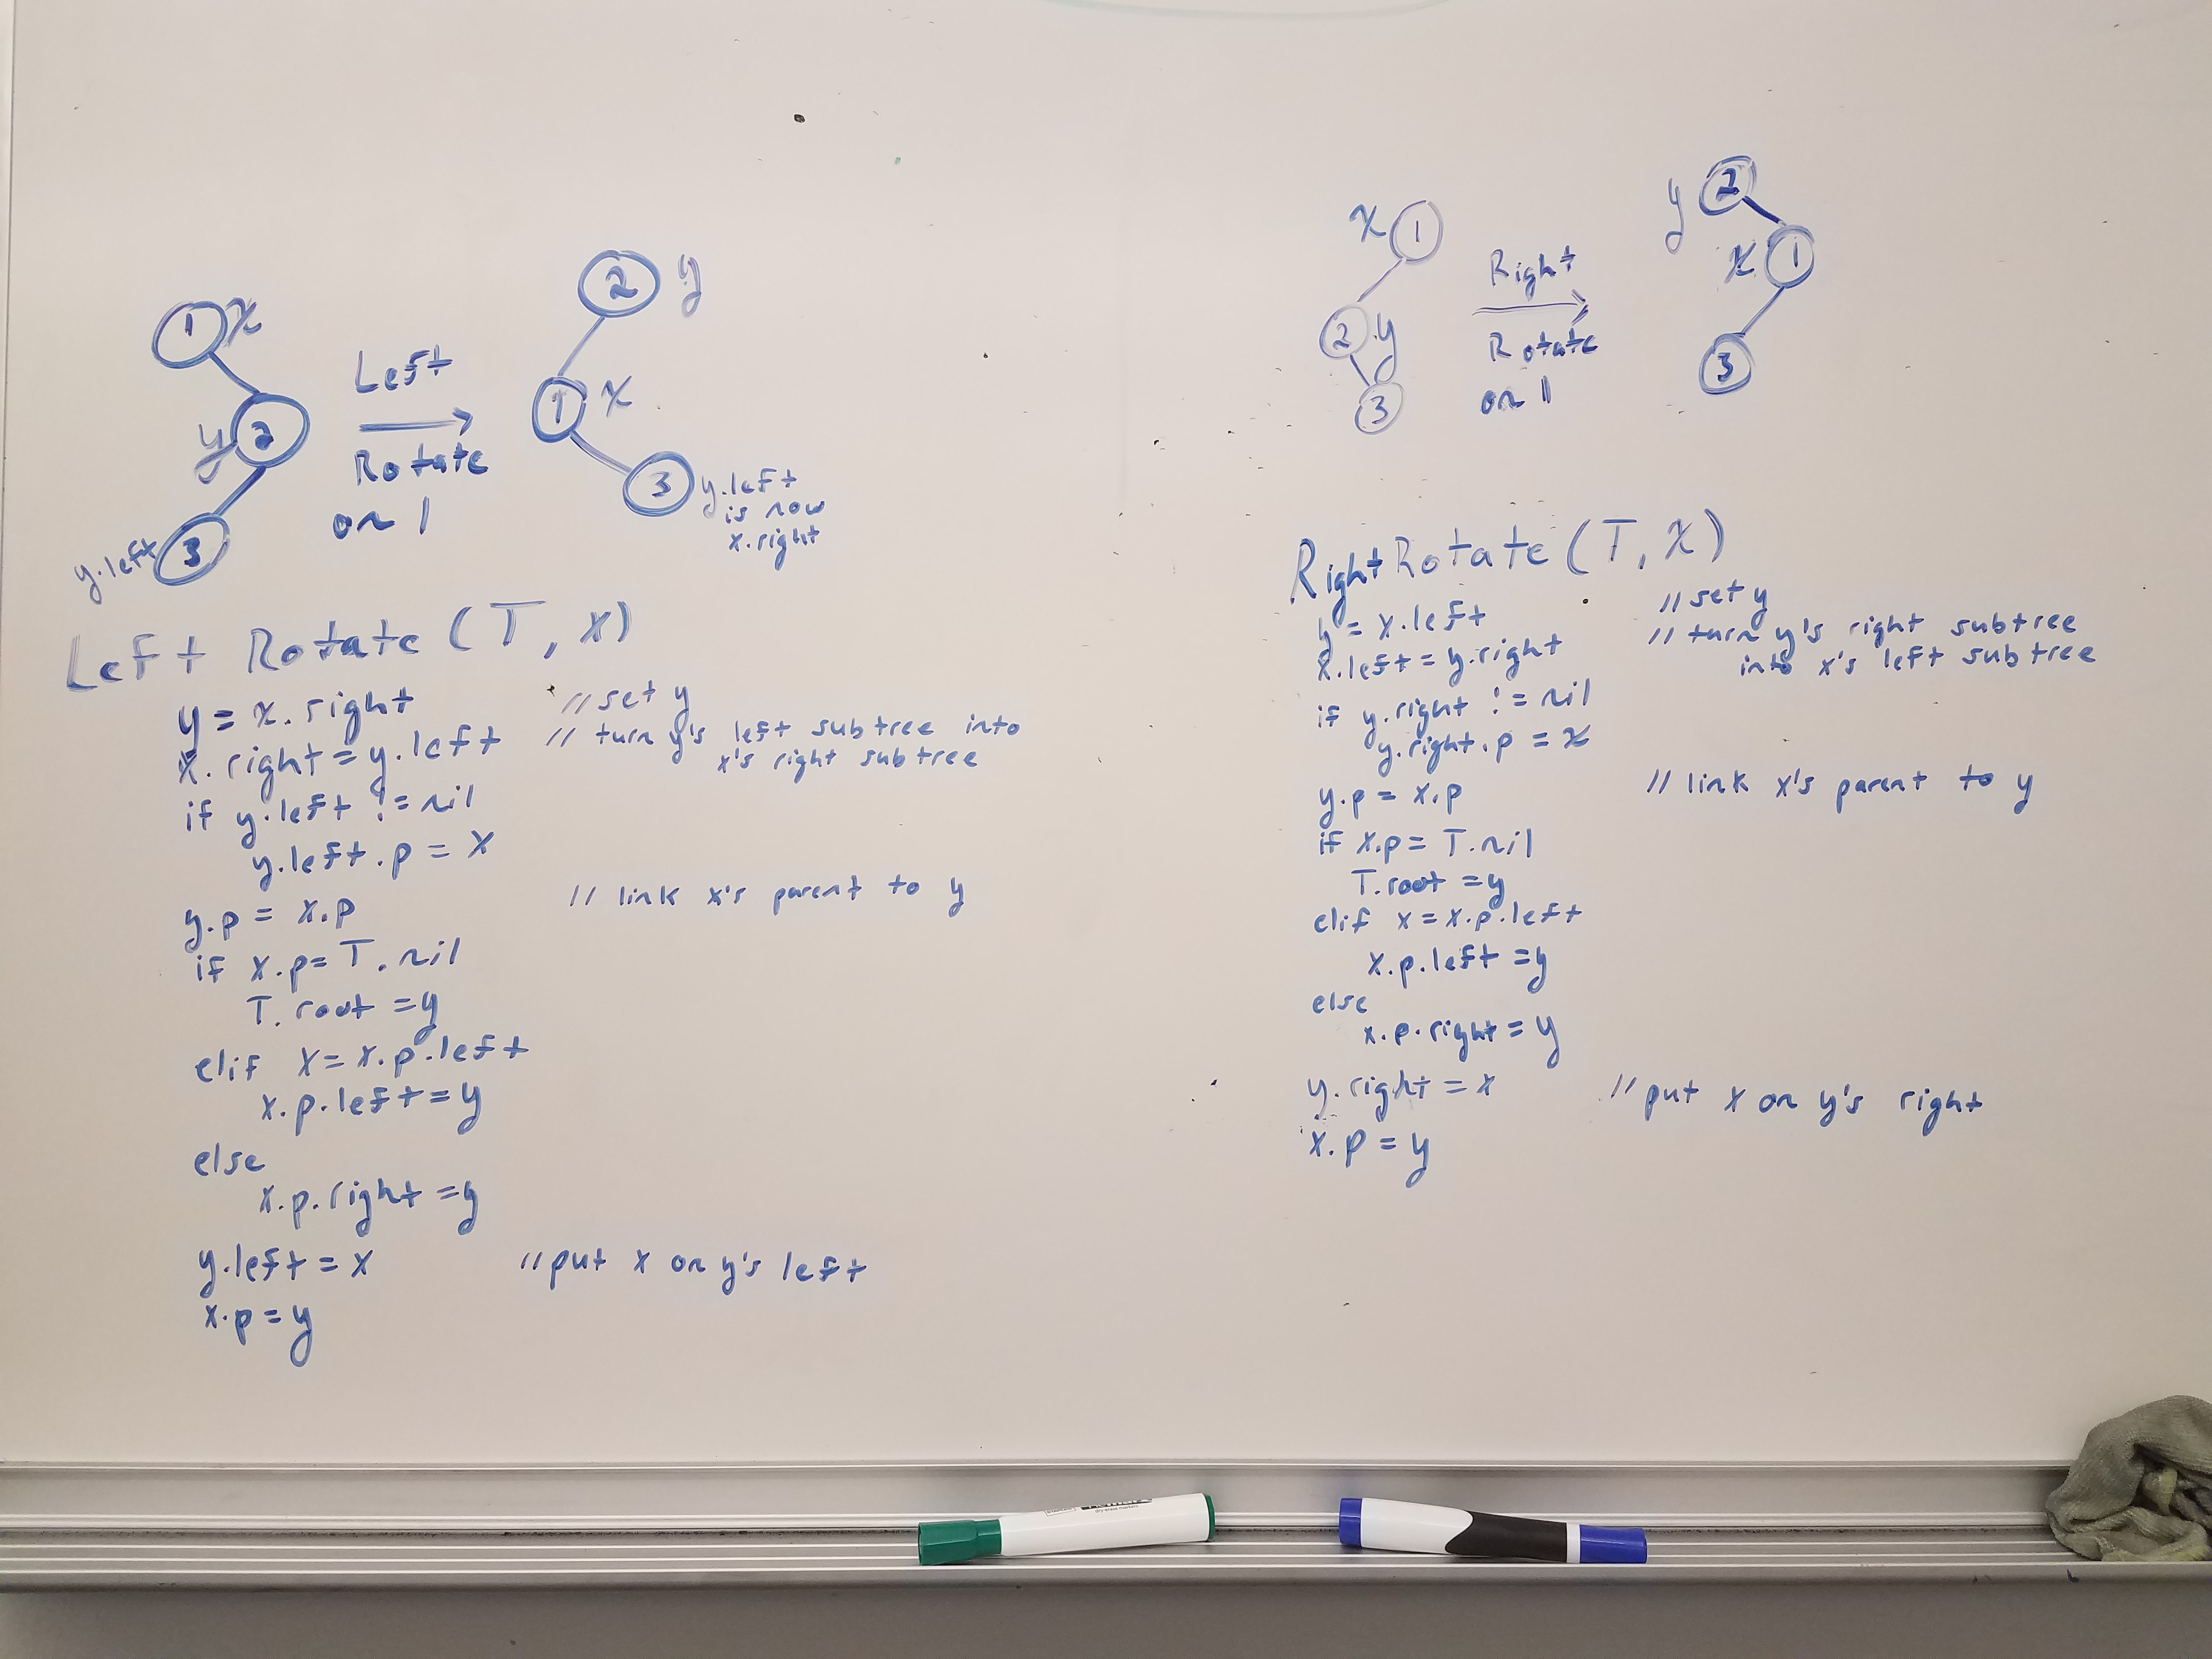 1 x
y 2
y.left 3
Left
Rotate
on 1
2 y
1 x
3 y.left
is now
x.right
Left Rotate (T, x)
y = x.right //set y
x.right = y.left // turn y's left subtree into
x's right subtree
if y.left != nil
y.left.p = x
y.p = x.p // link x's parent to y
if x.p = T.nil
T.root = y
elif x = x.p.left
x.p.left = y
else
x.p.right = y
y.left = x //put x on y's left
x.p = y
x 1
2 y
3
Right
Rotate
on 1
y 2
x 1
3
Right Rotate (T, x)
y = x.left //set y
x.left = y.right // turn y's right subtree
into x's left subtree
if y.right != nil
y.right.p = x
y.p = x.p // link x's parent to y
if x.p = T.nil
T.root = y
elif x = x.p.left
x.p.left = y
else
x.p.right = y
y.right = x //put x on y's right
x.p = y